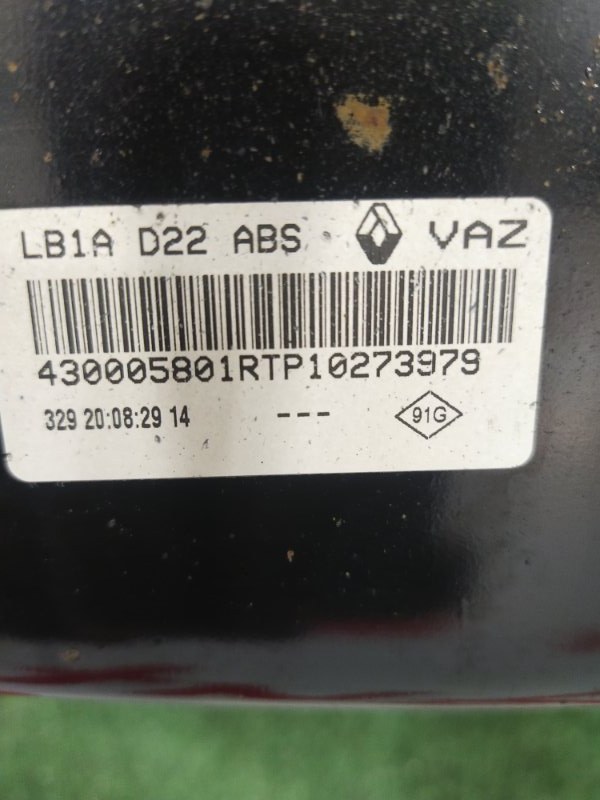 LB1A D22 ABS VAZ
430005801RTP10273979
329 20:08:29 14 --- 91G